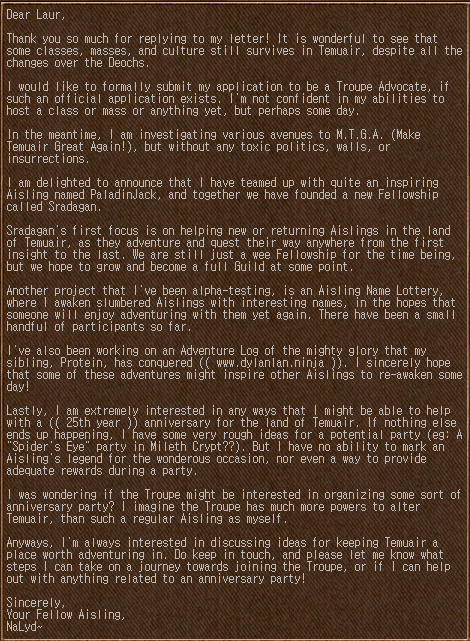 Dear Laur,
Thank you so much for replying to my letter! It is wonderful to see
that some classes, masses, and culture still survives in Temuair, despite all the
changes over the Deochs.
I would like to formally submit my application to be a Troupe Advocate, if
such an official application exists. I'm not confident in my abilities to
host a class or mass or anything yet, but perhaps some day.
In the meantime, I am investigating various avenues to M.T.G.A. (Make
Temuair Great Again!), but without any toxic politics, walls, or
insurrections.
I am delighted to announce that I have teamed up with quite an inspiring
Aisling named PaladinJack, and together we have founded a new Fellowship
called Sradagan.
Sradagan's first focus is on helping new or returning Aislings in the land
of Temuair, as they adventure and quest their way anywhere from the first
insight to the last. We are still just a wee Fellowship for the time being,
but we hope to grow and become a full Guild at some point.
Another project that I've been alpha-testing, is an Aisling Name Lottery,
where I awaken slumbered Aislings with interesting names, in the hopes that
someone will enjoy adventuring with them yet again. There have been a small
handful of participants so far.
I've also been working on an Adventure Log of the mighty glory that my
sibling, Protein, has conquered (( www.dylanlan.ninja )). I sincerely hope
that some of these adventures might inspire other Aislings to re-awaken some
day!
Lastly, I am extremely interested in any ways that I might be able to help
with a (( 25th year )) anniversary for the land of Temuair. If nothing else
ends up happening, I have some very rough ideas for a potential party (eg: A
"Spider's Eye" party in Mileth Crypt??). But I have no ability to mark an
Aisling's legend for the wonderous occasion, nor even a way to provide
adequate rewards during a party.
I was wondering if the Troupe might be interested in organizing some sort of
anniversary party? I imagine the Troupe has much more powers to alter
Temuair, than such a regular Aisling as myself.
Anyways, I'm always interested in discussing ideas for keeping Temuair a
place worth adventuring in. Do keep in touch, and please let me know what
steps I can take on a journey towards joining the Troupe, or if I can help
out with anything related to an anniversary party!
Sincerely,
Your Fellow Aisling,
NaLyd~